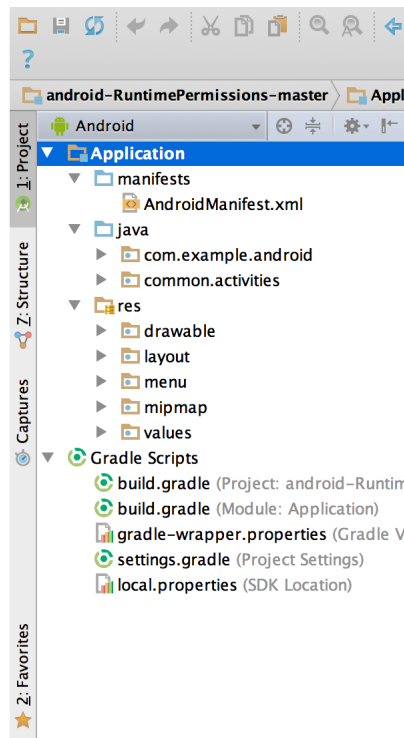 ?
android-RuntimePermissions-master
Appl
Android
1: Project
7: Structure
Captures
2: Favorites
Application
manifests
AndroidManifest.xml
java
com.example.android
common.activities
res
drawable
layout
menu
mipmap
values
Gradle Scripts
build.gradle (Project: android-Runtim
build.gradle (Module: Application)
gradle-wrapper.properties (Gradle V
settings.gradle (Project Settings)
local.properties (SDK Location)